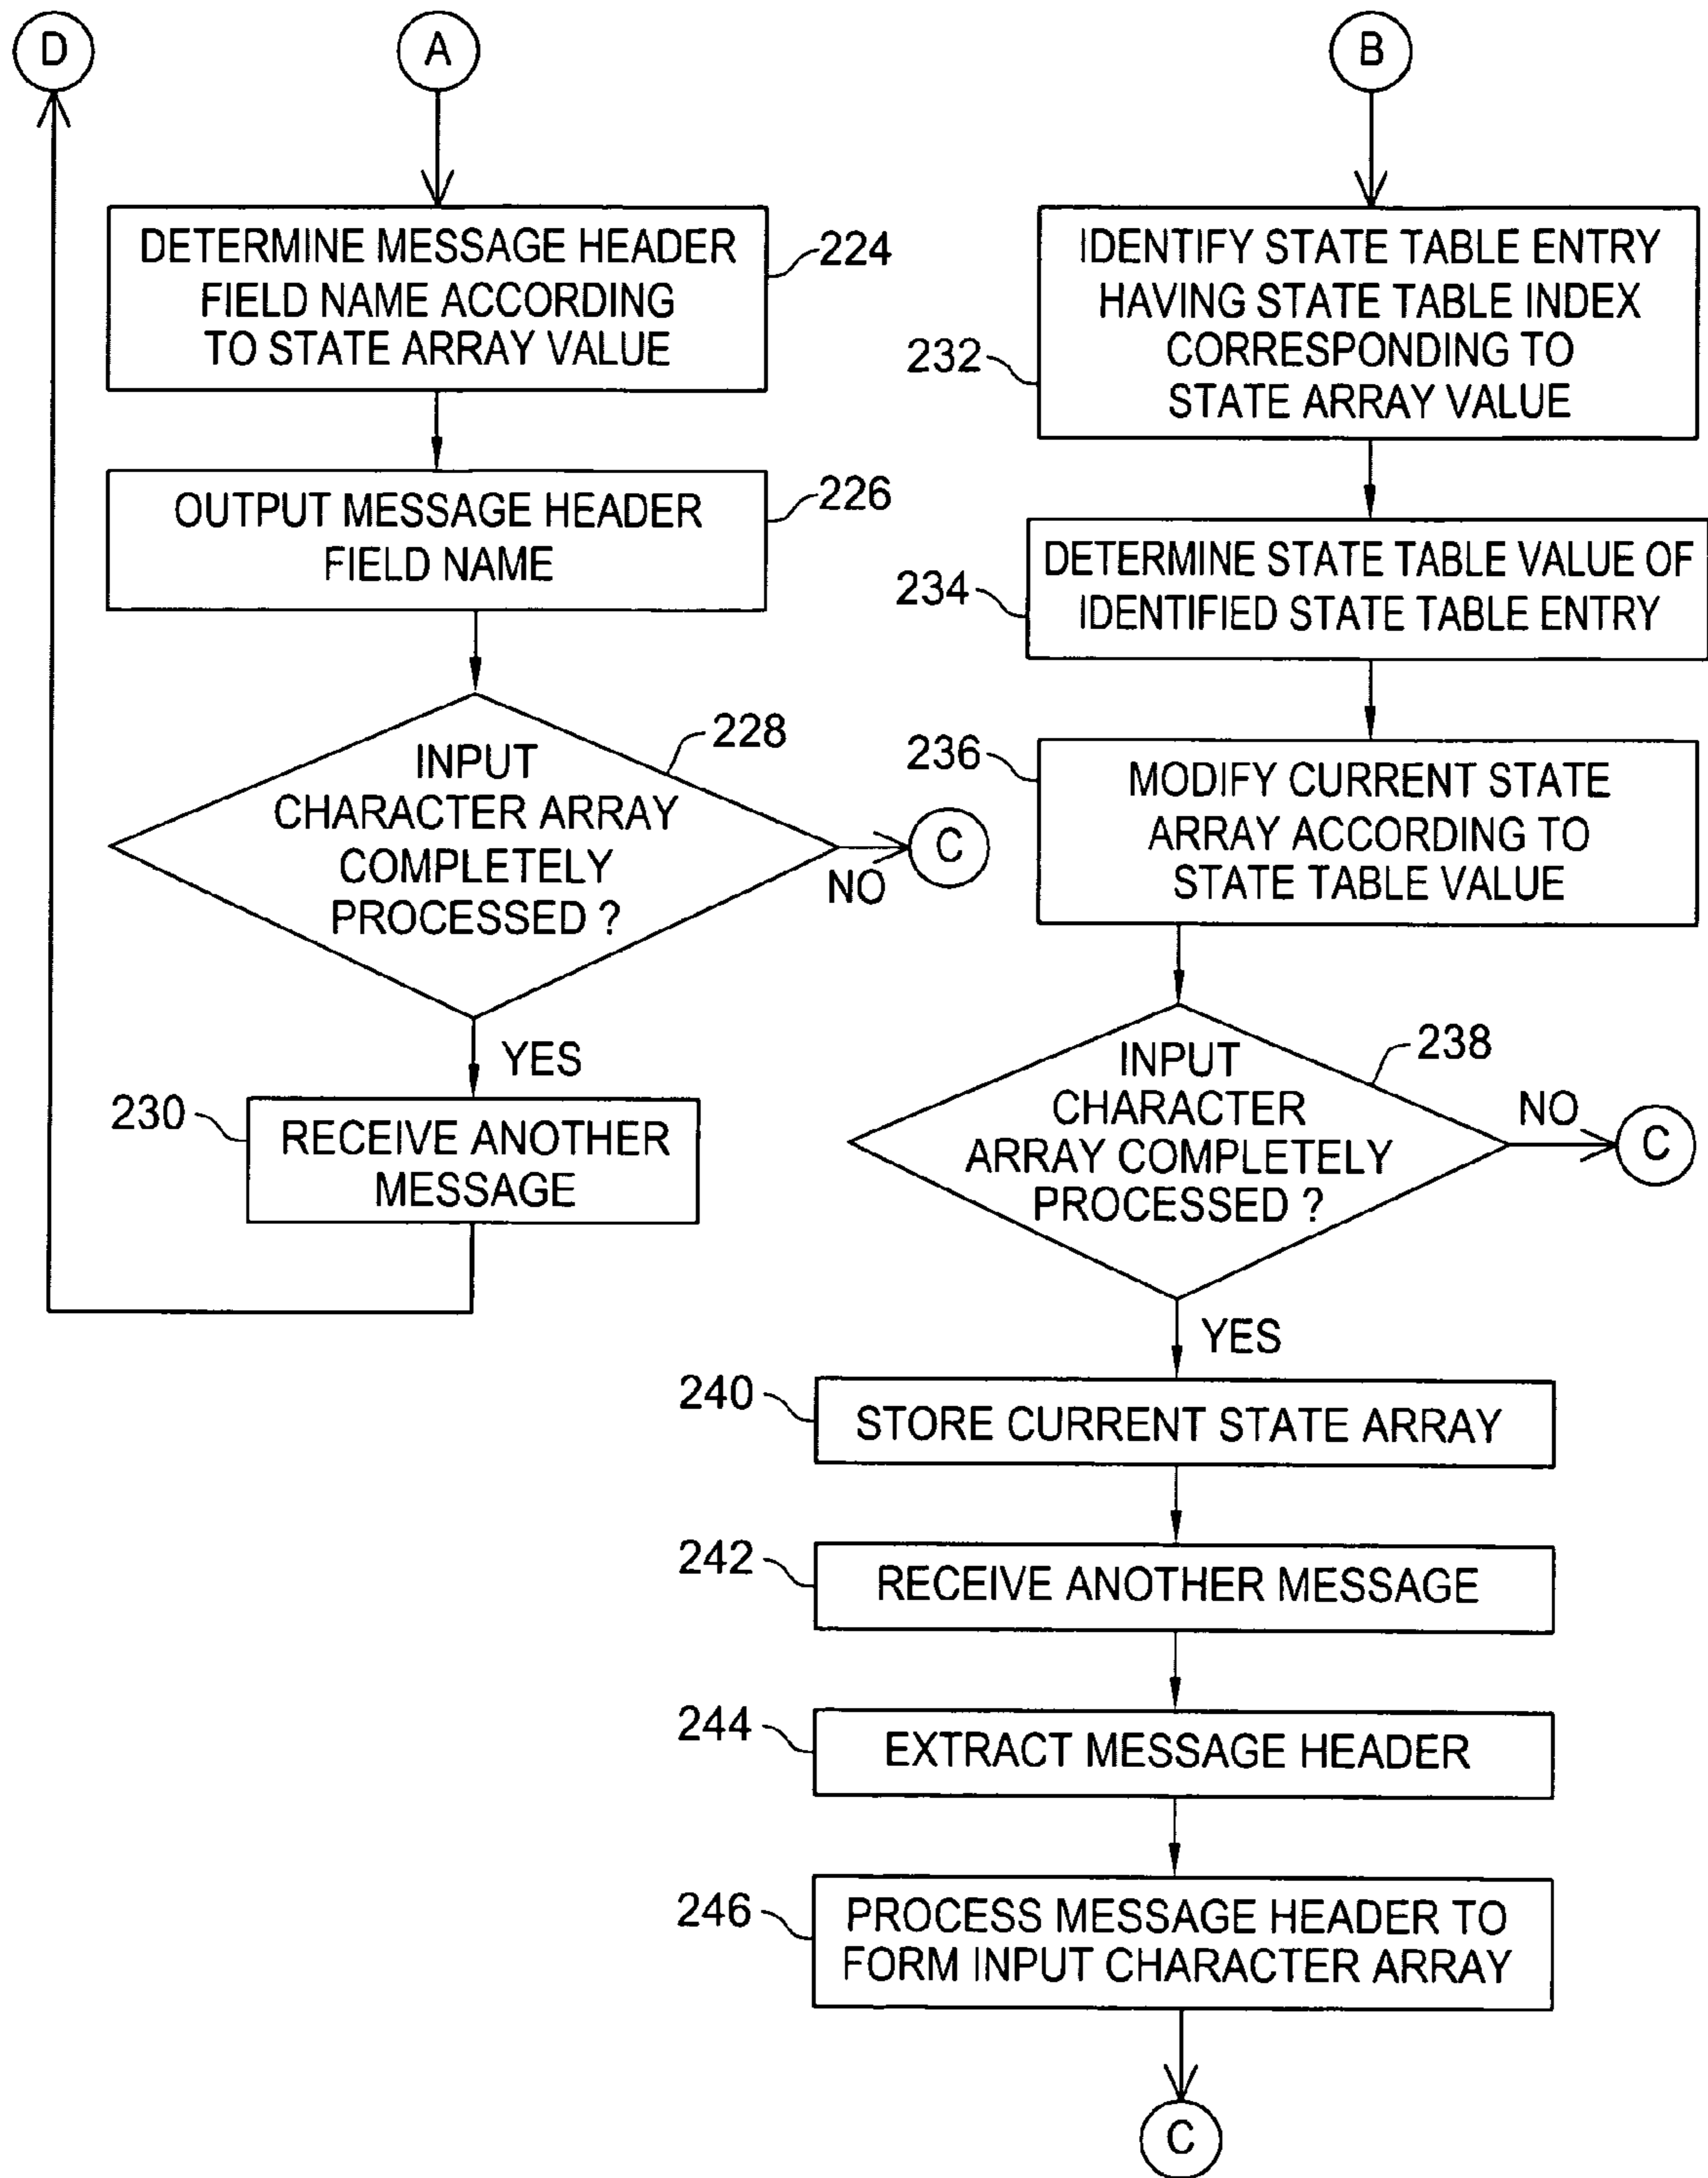 D
A
DETERMINE MESSAGE HEADER
FIELD NAME ACCORDING
TO STATE ARRAY VALUE
224
OUTPUT MESSAGE HEADER
FIELD NAME
226
INPUT
CHARACTER ARRAY
COMPLETELY
PROCESSED ?
228
NO
C
YES
230
RECEIVE ANOTHER
MESSAGE
B
IDENTIFY STATE TABLE ENTRY
HAVING STATE TABLE INDEX
CORRESPONDING TO
STATE ARRAY VALUE
232
DETERMINE STATE TABLE VALUE OF
IDENTIFIED STATE TABLE ENTRY
234
236
MODIFY CURRENT STATE
ARRAY ACCORDING TO
STATE TABLE VALUE
INPUT
CHARACTER
ARRAY COMPLETELY
PROCESSED ?
238
NO
C
YES
240
STORE CURRENT STATE ARRAY
242
RECEIVE ANOTHER MESSAGE
244
EXTRACT MESSAGE HEADER
246
PROCESS MESSAGE HEADER TO
FORM INPUT CHARACTER ARRAY
C